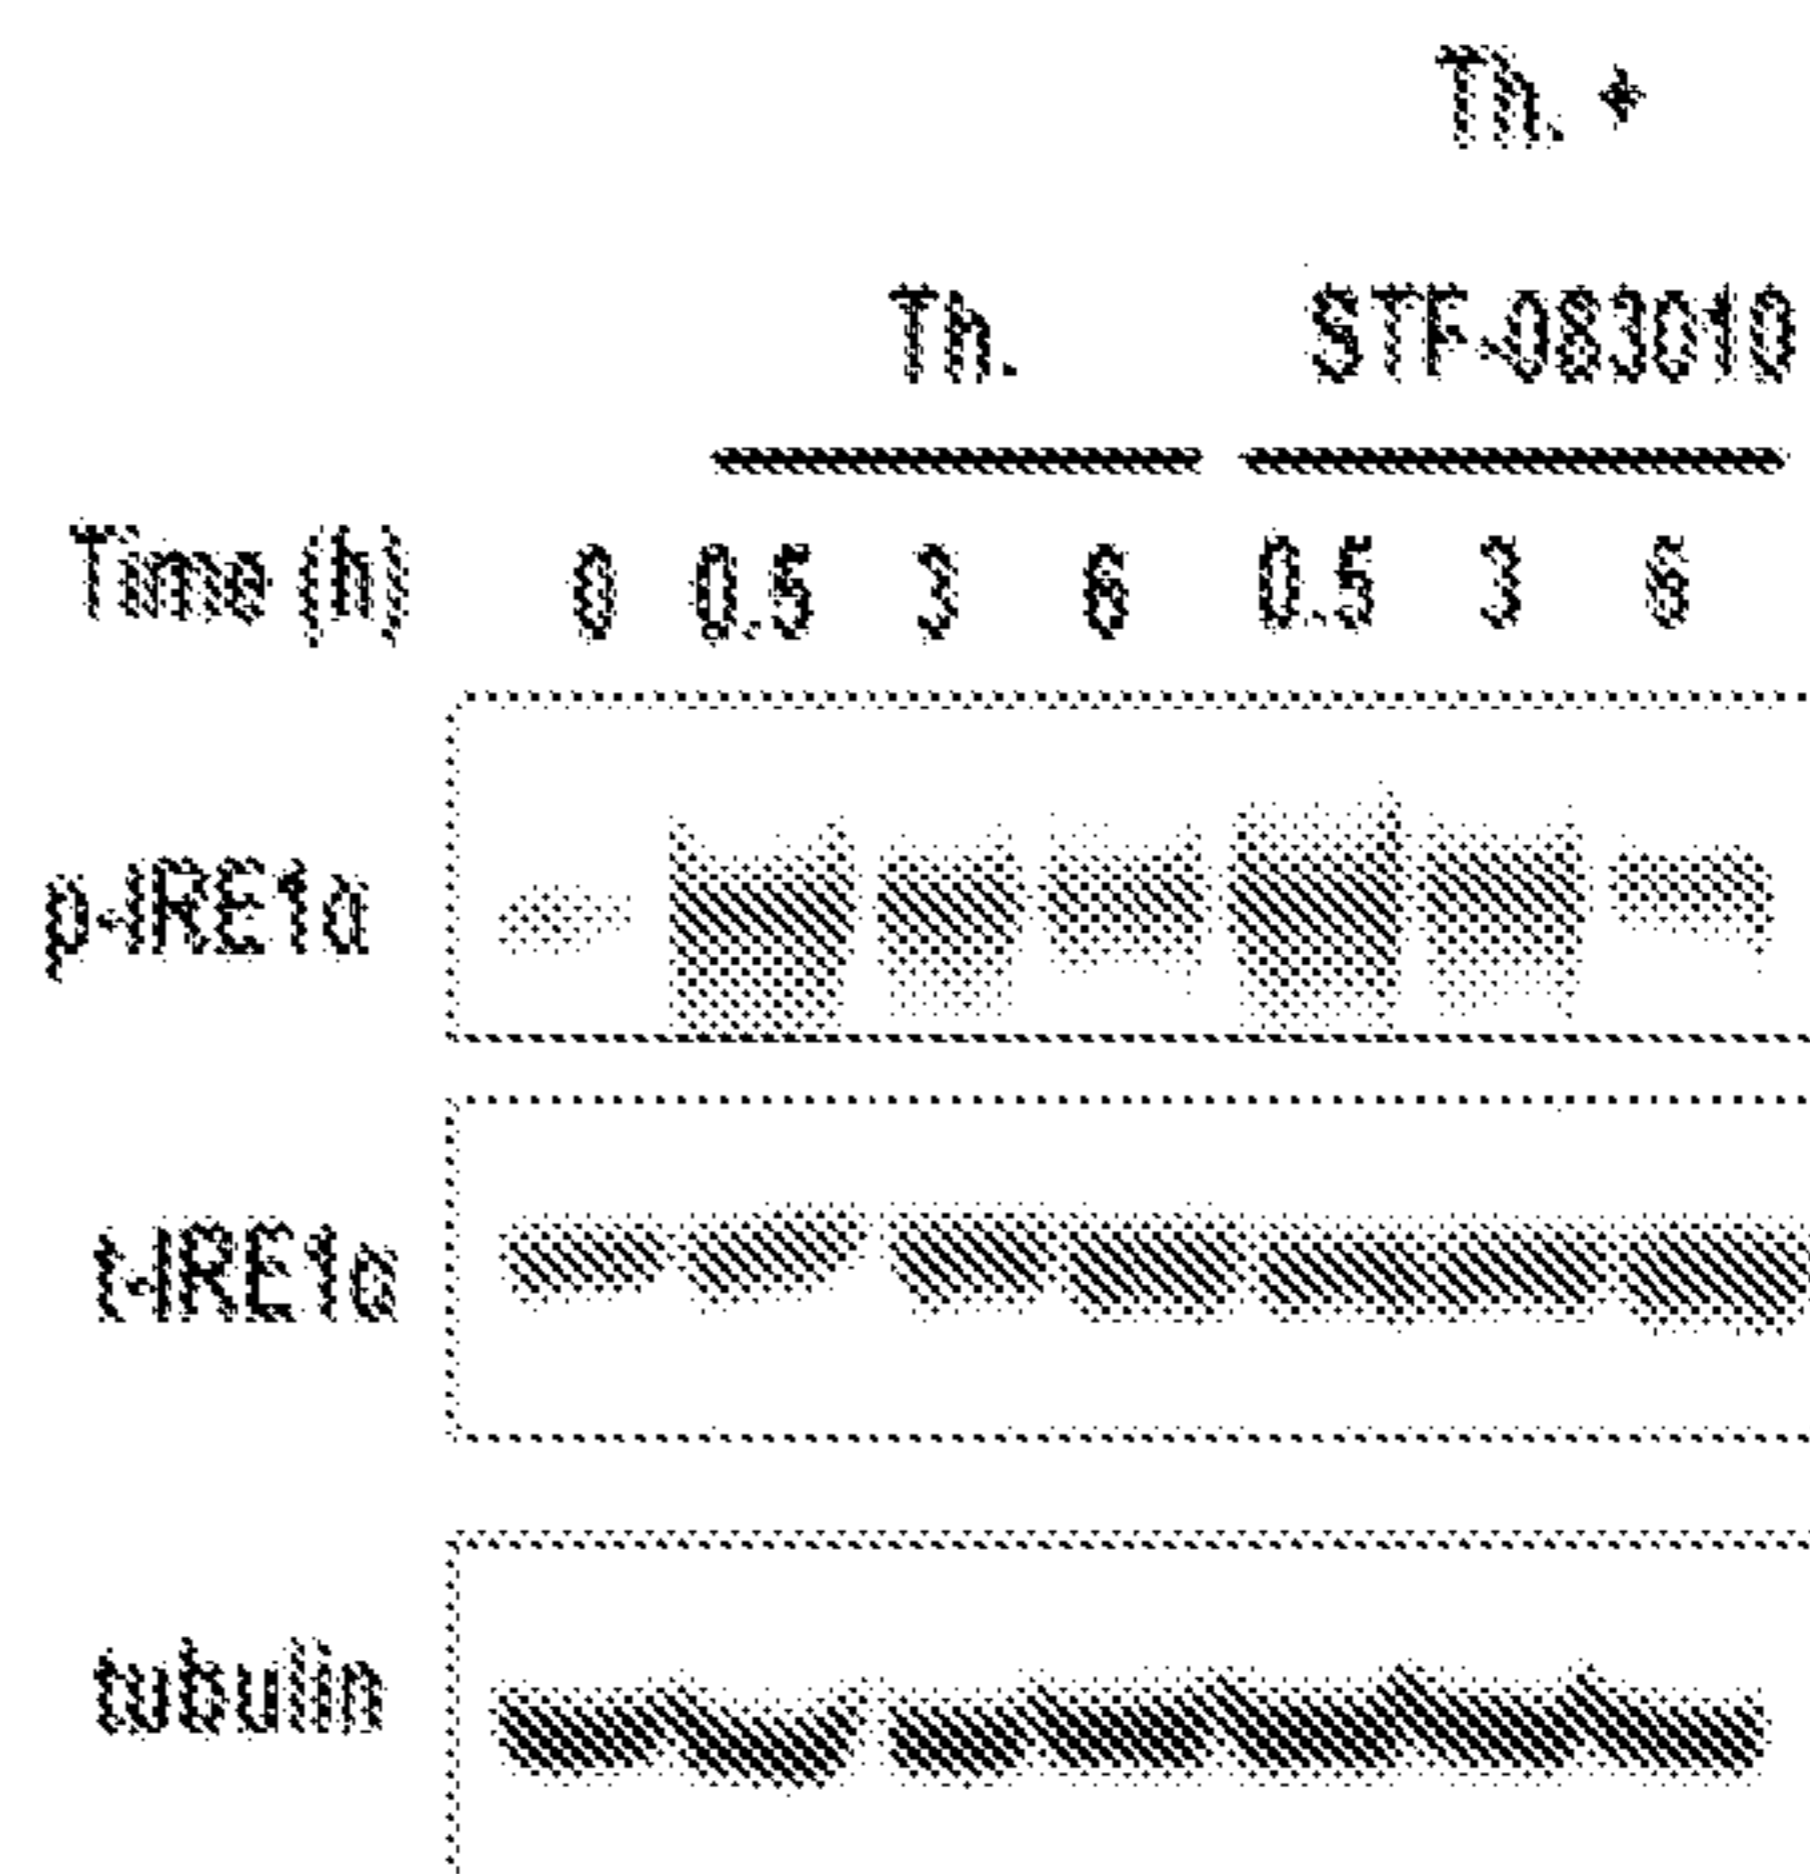 Th. +
Th. STF-083010
Time (h) 0 0.5 3 6 0.5 3 6
p-IRE1α
t-IRE1α
tubulin